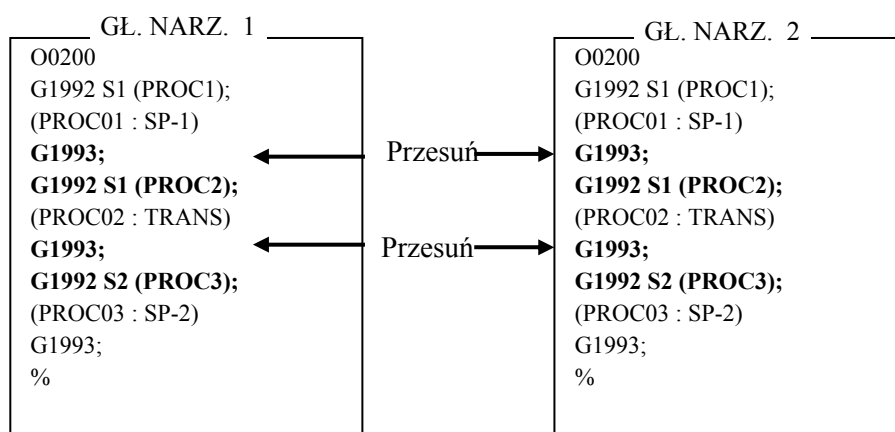 GŁ. NARZ. 1
O0200
G1992 S1 (PROC1);
(PROC01 : SP-1)
G1993;
G1992 S1 (PROC2);
(PROC02 : TRANS)
G1993;
G1992 S2 (PROC3);
(PROC03 : SP-2)
G1993;
%
Przesuń
Przesuń
GŁ. NARZ. 2
O0200
G1992 S1 (PROC1);
(PROC01 : SP-1)
G1993;
G1992 S1 (PROC2);
(PROC02 : TRANS)
G1993;
G1992 S2 (PROC3);
(PROC03 : SP-2)
G1993;
%